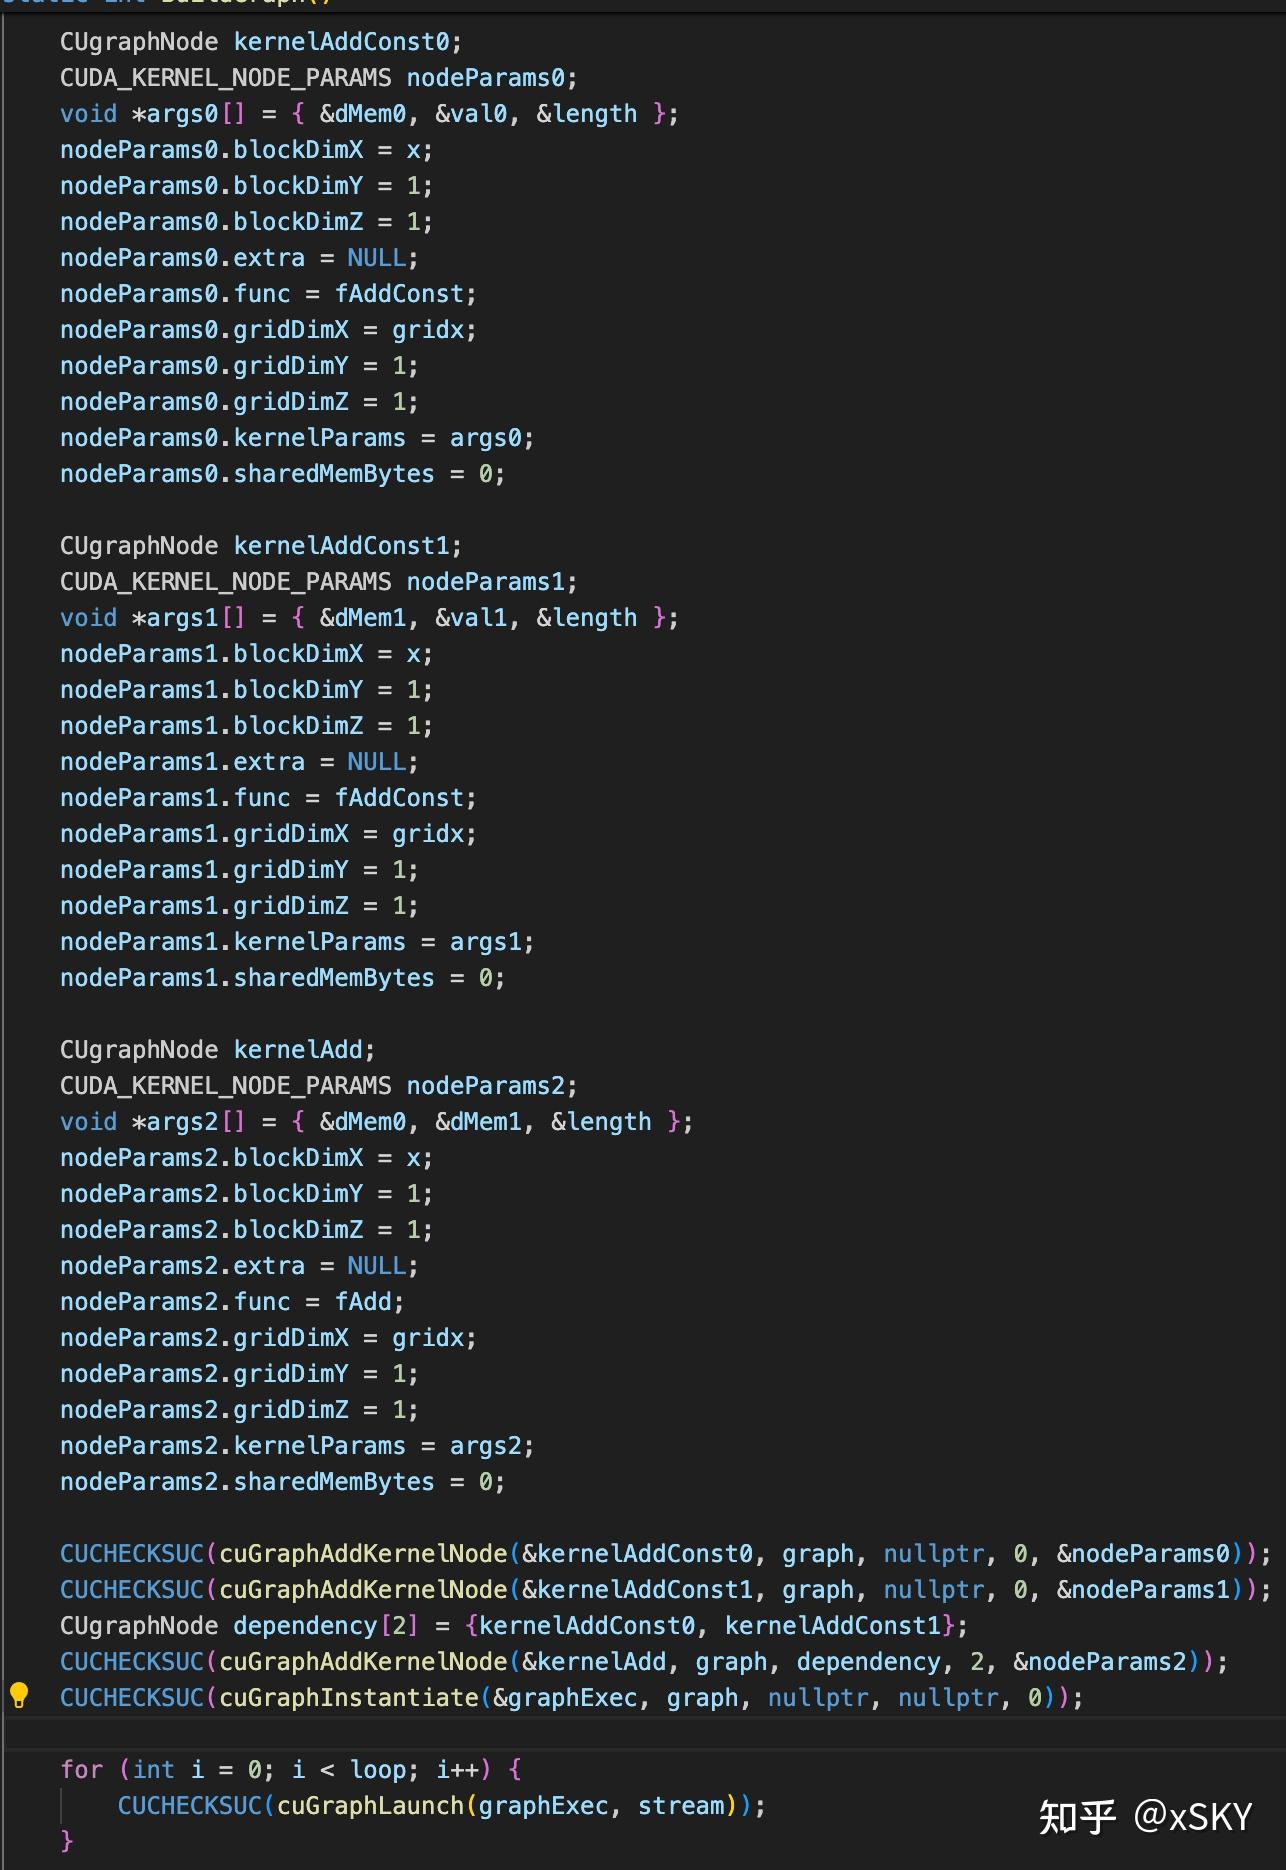 static int BuildGraph()
CUgraphNode kernelAddConst0;
CUDA_KERNEL_NODE_PARAMS nodeParams0;
void *args0[] = { &dMem0, &val0, &length };
nodeParams0.blockDimX = x;
nodeParams0.blockDimY = 1;
nodeParams0.blockDimZ = 1;
nodeParams0.extra = NULL;
nodeParams0.func = fAddConst;
nodeParams0.gridDimX = gridx;
nodeParams0.gridDimY = 1;
nodeParams0.gridDimZ = 1;
nodeParams0.kernelParams = args0;
nodeParams0.sharedMemBytes = 0;
CUgraphNode kernelAddConst1;
CUDA_KERNEL_NODE_PARAMS nodeParams1;
void *args1[] = { &dMem1, &val1, &length };
nodeParams1.blockDimX = x;
nodeParams1.blockDimY = 1;
nodeParams1.blockDimZ = 1;
nodeParams1.extra = NULL;
nodeParams1.func = fAddConst;
nodeParams1.gridDimX = gridx;
nodeParams1.gridDimY = 1;
nodeParams1.gridDimZ = 1;
nodeParams1.kernelParams = args1;
nodeParams1.sharedMemBytes = 0;
CUgraphNode kernelAdd;
CUDA_KERNEL_NODE_PARAMS nodeParams2;
void *args2[] = { &dMem0, &dMem1, &length };
nodeParams2.blockDimX = x;
nodeParams2.blockDimY = 1;
nodeParams2.blockDimZ = 1;
nodeParams2.extra = NULL;
nodeParams2.func = fAdd;
nodeParams2.gridDimX = gridx;
nodeParams2.gridDimY = 1;
nodeParams2.gridDimZ = 1;
nodeParams2.kernelParams = args2;
nodeParams2.sharedMemBytes = 0;
CUCHECKSUC(cuGraphAddKernelNode(&kernelAddConst0, graph, nullptr, 0, &nodeParams0));
CUCHECKSUC(cuGraphAddKernelNode(&kernelAddConst1, graph, nullptr, 0, &nodeParams1));
CUgraphNode dependency[2] = {kernelAddConst0, kernelAddConst1};
CUCHECKSUC(cuGraphAddKernelNode(&kernelAdd, graph, dependency, 2, &nodeParams2));
CUCHECKSUC(cuGraphInstantiate(&graphExec, graph, nullptr, nullptr, 0));
for (int i = 0; i < loop; i++) {
CUCHECKSUC(cuGraphLaunch(graphExec, stream));
}
知乎 @xSKY